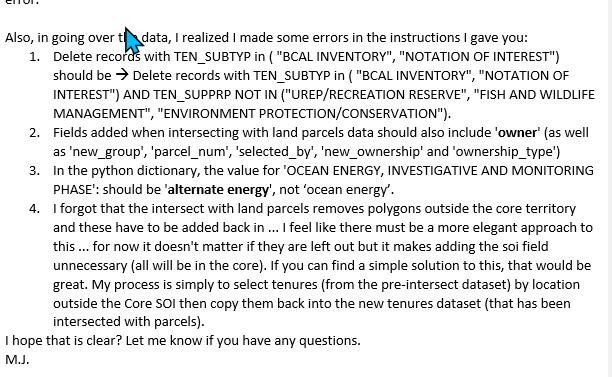 error.
Also, in going over the data, I realized I made some errors in the instructions I gave you:
1. Delete records with TEN_SUBTYP in ( "BCAL INVENTORY", "NOTATION OF INTEREST")
should be → Delete records with TEN_SUBTYP in ( "BCAL INVENTORY", "NOTATION OF
INTEREST") AND TEN_SUPPRP NOT IN ("UREP/RECREATION RESERVE", "FISH AND WILDLIFE
MANAGEMENT", "ENVIRONMENT PROTECTION/CONSERVATION").
2. Fields added when intersecting with land parcels data should also include 'owner' (as well
as 'new_group', 'parcel_num', 'selected_by', 'new_ownership' and 'ownership_type')
3. In the python dictionary, the value for 'OCEAN ENERGY, INVESTIGATIVE AND MONITORING
PHASE': should be 'alternate energy', not ‘ocean energy’.
4. I forgot that the intersect with land parcels removes polygons outside the core territory
and these have to be added back in ... I feel like there must be a more elegant approach to
this ... for now it doesn't matter if they are left out but it makes adding the soi field
unnecessary (all will be in the core). If you can find a simple solution to this, that would be
great. My process is simply to select tenures (from the pre-intersect dataset) by location
outside the Core SOI then copy them back into the new tenures dataset (that has been
intersected with parcels).
I hope that is clear? Let me know if you have any questions.
M.J.